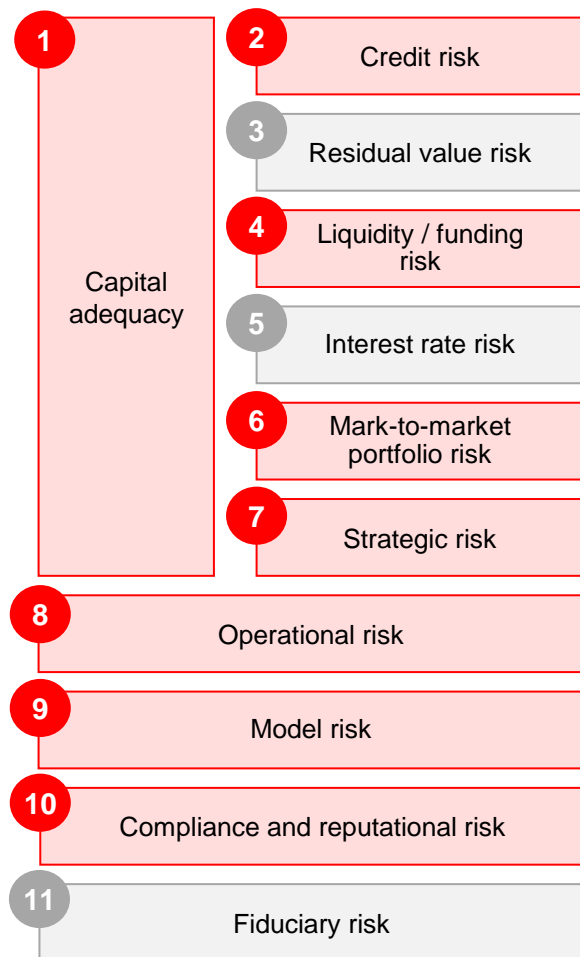 1
Capital
adequacy
2
Credit risk
3
Residual value risk
4
Liquidity / funding
risk
5
Interest rate risk
6
Mark-to-market
portfolio risk
7
Strategic risk
8
Operational risk
9
Model risk
10
Compliance and reputational risk
11
Fiduciary risk